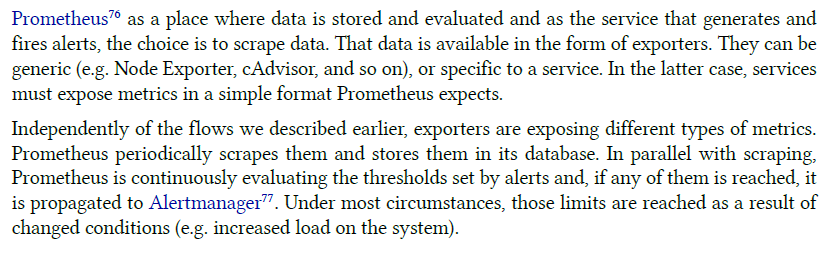 Prometheus⁷⁶ as a place where data is stored and evaluated and as the service that generates and
fires alerts, the choice is to scrape data. That data is available in the form of exporters. They can be
generic (e.g. Node Exporter, cAdvisor, and so on), or specific to a service. In the latter case, services
must expose metrics in a simple format Prometheus expects.
Independently of the flows we described earlier, exporters are exposing different types of metrics.
Prometheus periodically scrapes them and stores them in its database. In parallel with scraping,
Prometheus is continuously evaluating the thresholds set by alerts and, if any of them is reached, it
is propagated to Alertmanager⁷⁷. Under most circumstances, those limits are reached as a result of
changed conditions (e.g. increased load on the system).